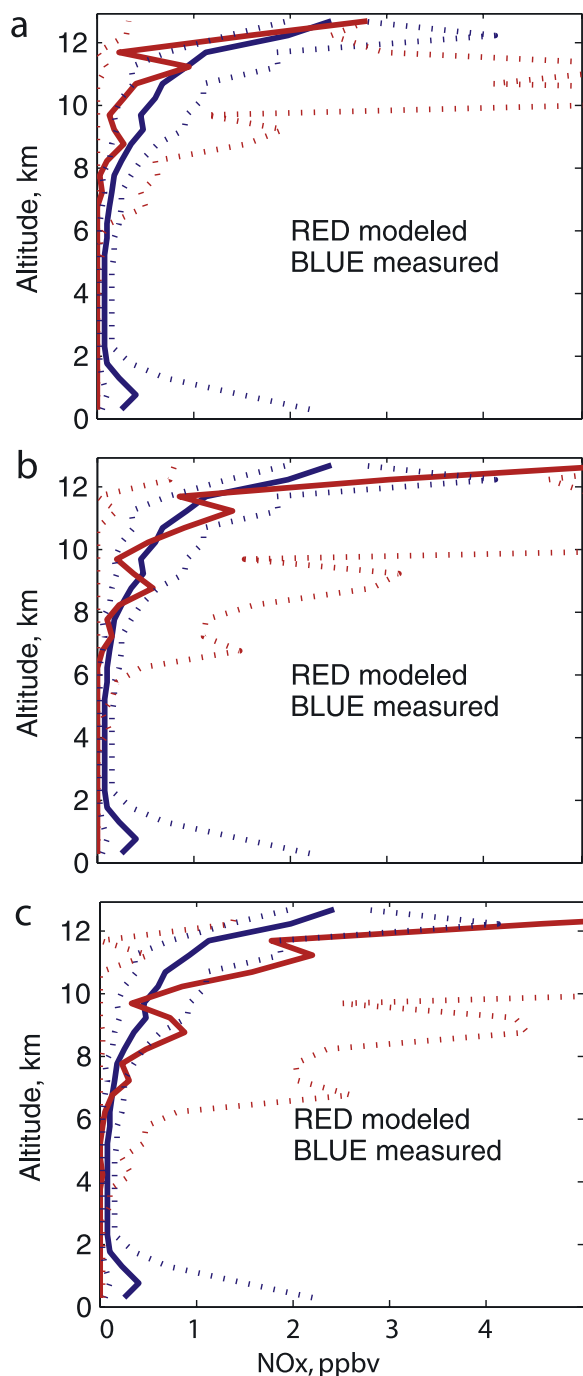 a
12
10
8
6
4
2
0
Altitude, km
RED modeled
BLUE measured
b
12
10
8
6
4
2
0
Altitude, km
RED modeled
BLUE measured
c
12
10
8
6
4
2
0
Altitude, km
RED modeled
BLUE measured
0 1 2 3 4
NOx, ppbv